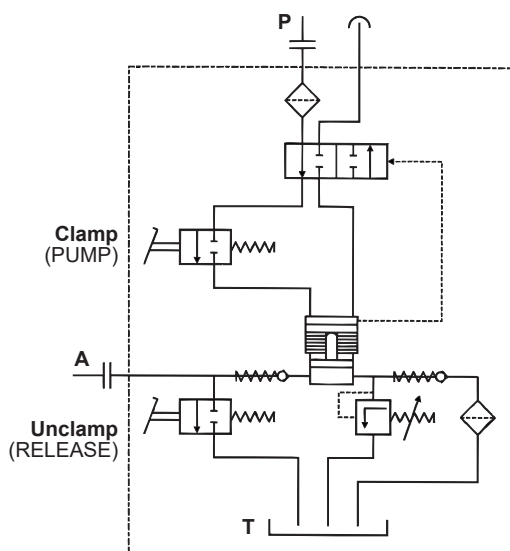 P
Clamp
(PUMP)
A
Unclamp
(RELEASE)
T